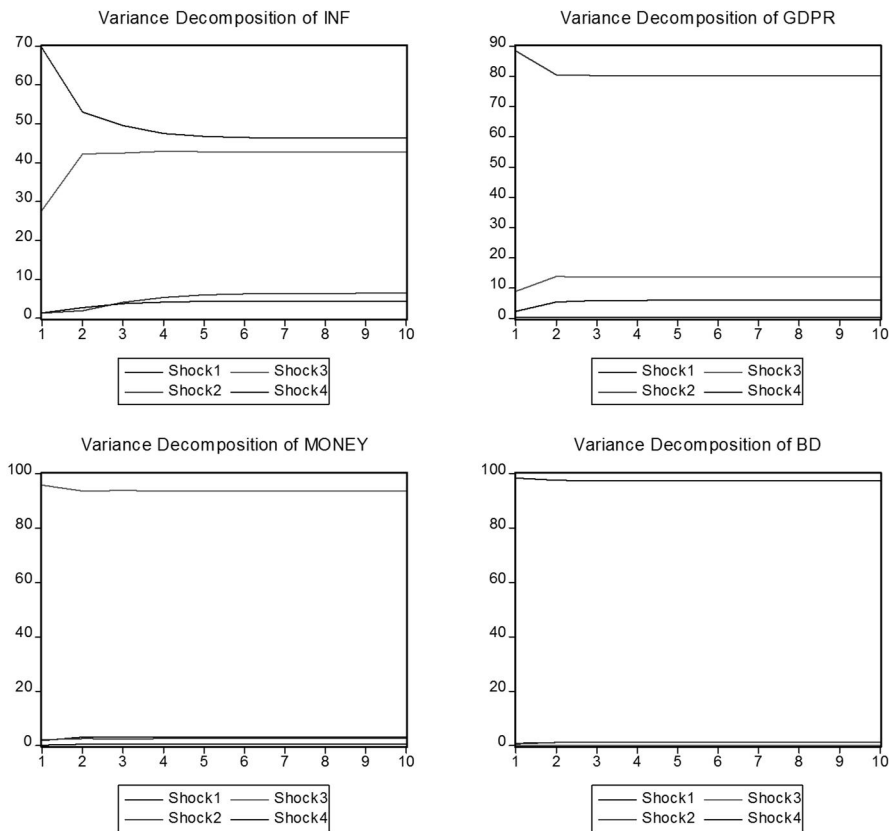 Variance Decomposition of INF
70
60
50
40
30
20
10
0
1 2 3 4 5 6 7 8 9 10
Shock1 Shock3
Shock2 Shock4
Variance Decomposition of GDPR
90
80
70
60
50
40
30
20
10
0
1 2 3 4 5 6 7 8 9 10
Shock1 Shock3
Shock2 Shock4
Variance Decomposition of MONEY
100
80
60
40
20
0
1 2 3 4 5 6 7 8 9 10
Shock1 Shock3
Shock2 Shock4
Variance Decomposition of BD
100
80
60
40
20
0
1 2 3 4 5 6 7 8 9 10
Shock1 Shock3
Shock2 Shock4